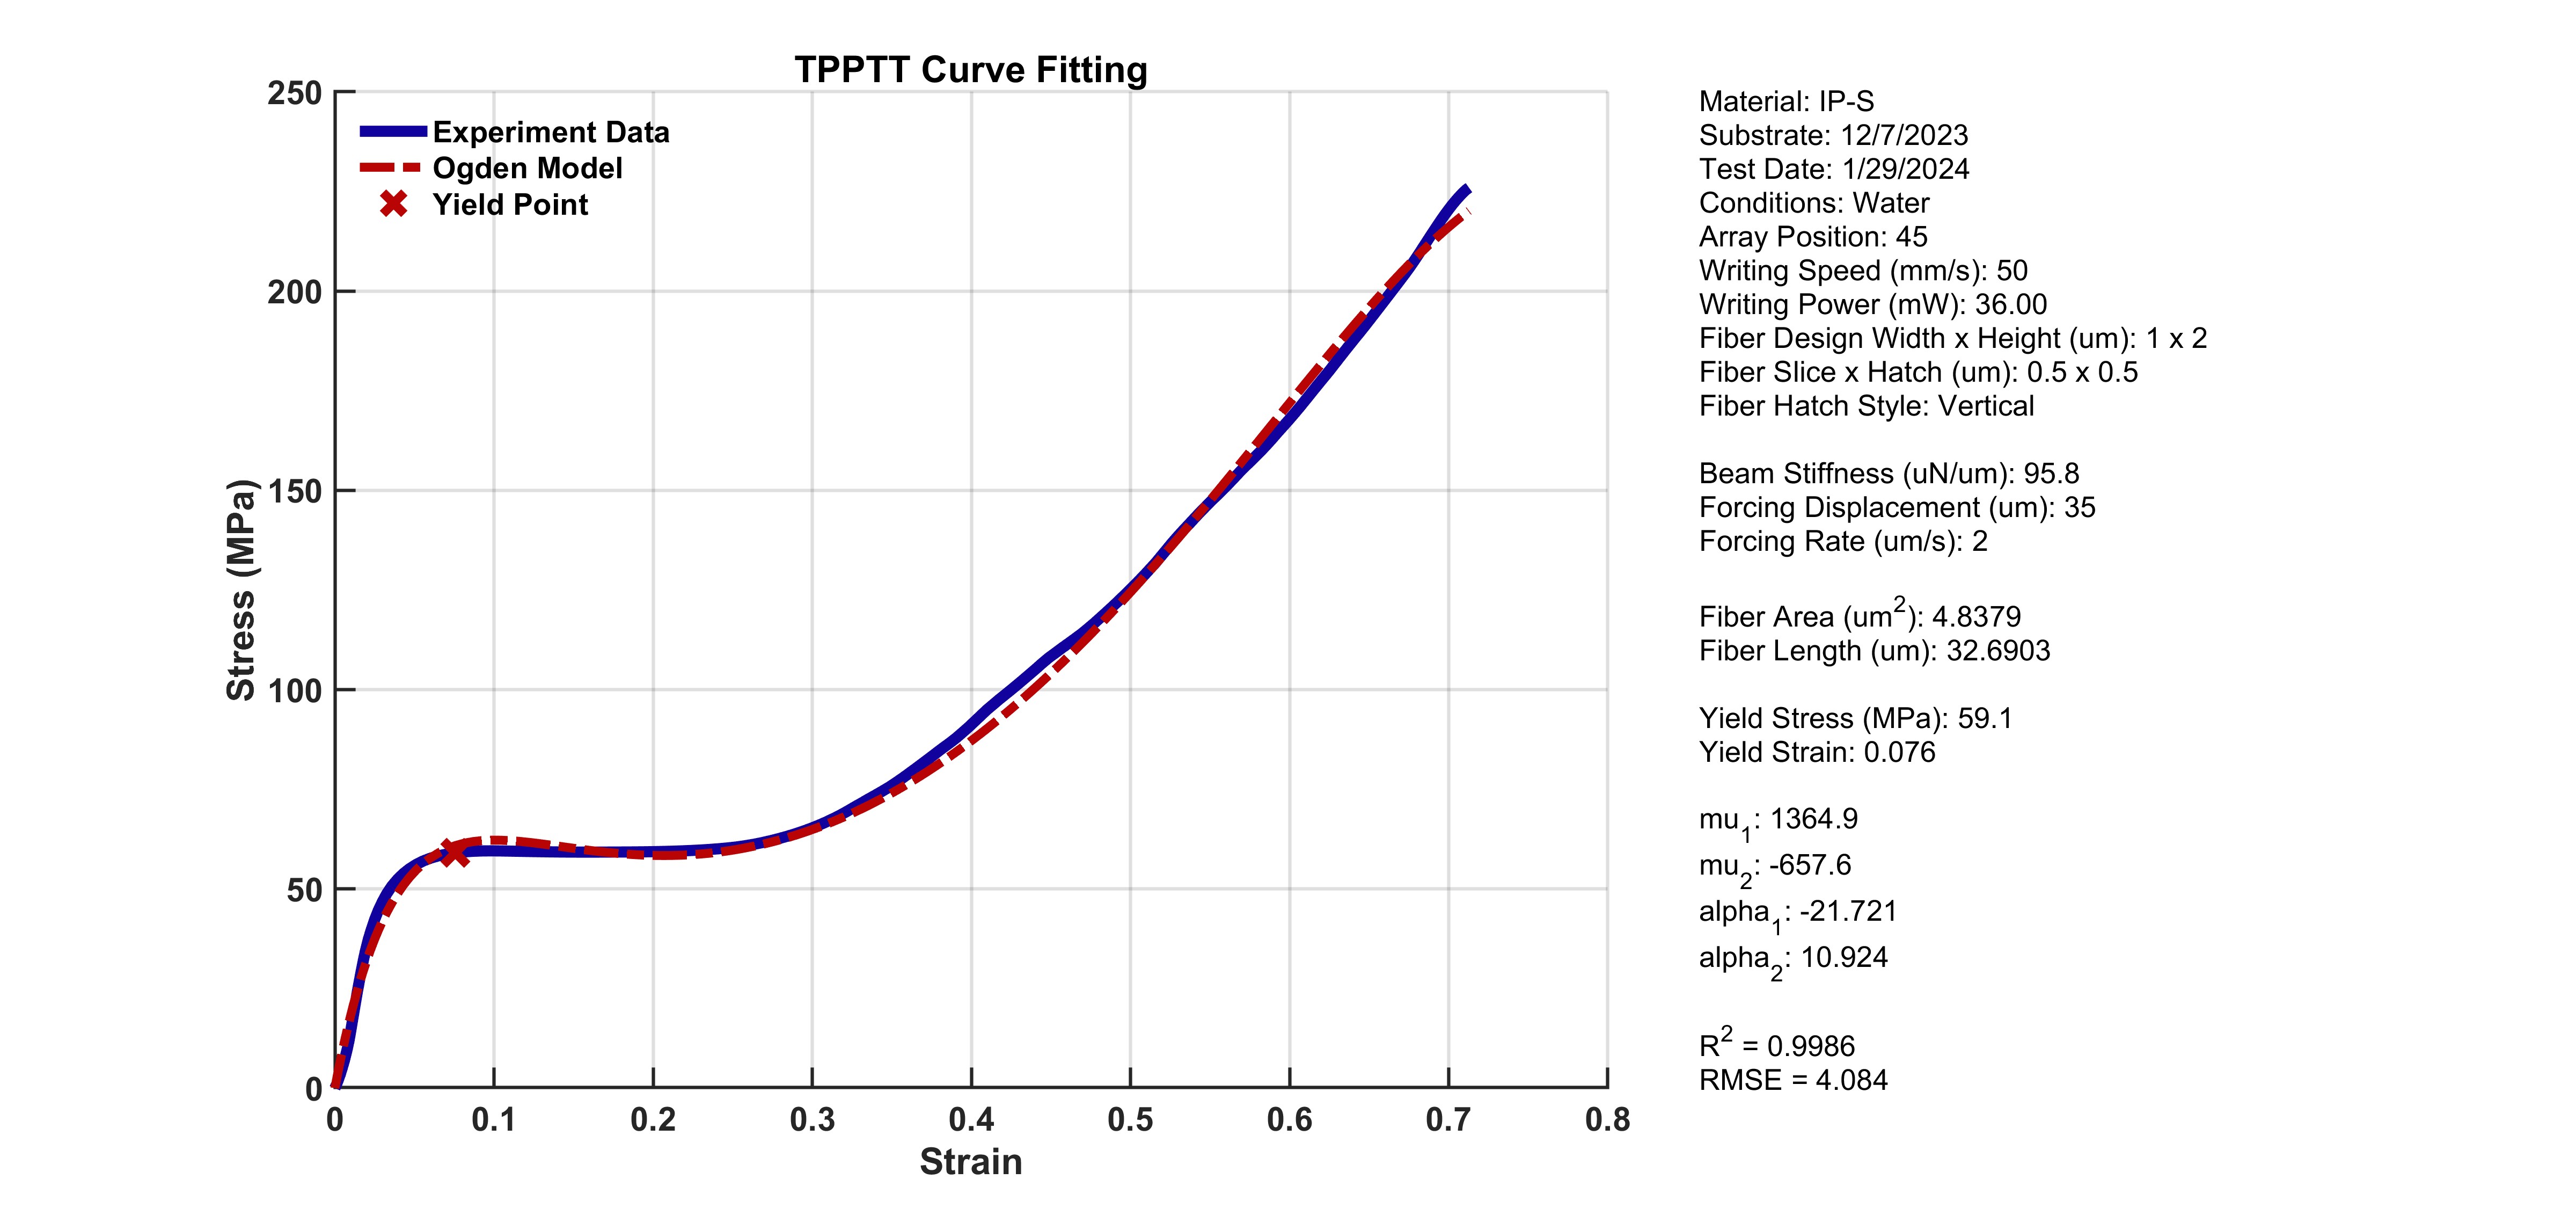 TPPTT Curve Fitting
250
200
150
100
50
0
Stress (MPa)
Experiment Data
Ogden Model
Yield Point
0 0.1 0.2 0.3 0.4 0.5 0.6 0.7 0.8
Strain
Material: IP-S
Substrate: 12/7/2023
Test Date: 1/29/2024
Conditions: Water
Array Position: 45
Writing Speed (mm/s): 50
Writing Power (mW): 36.00
Fiber Design Width x Height (um): 1 x 2
Fiber Slice x Hatch (um): 0.5 x 0.5
Fiber Hatch Style: Vertical
Beam Stiffness (uN/um): 95.8
Forcing Displacement (um): 35
Forcing Rate (um/s): 2
Fiber Area (um²): 4.8379
Fiber Length (um): 32.6903
Yield Stress (MPa): 59.1
Yield Strain: 0.076
mu₁: 1364.9
mu₂: -657.6
alpha₁: -21.721
alpha₂: 10.924
R² = 0.9986
RMSE = 4.084